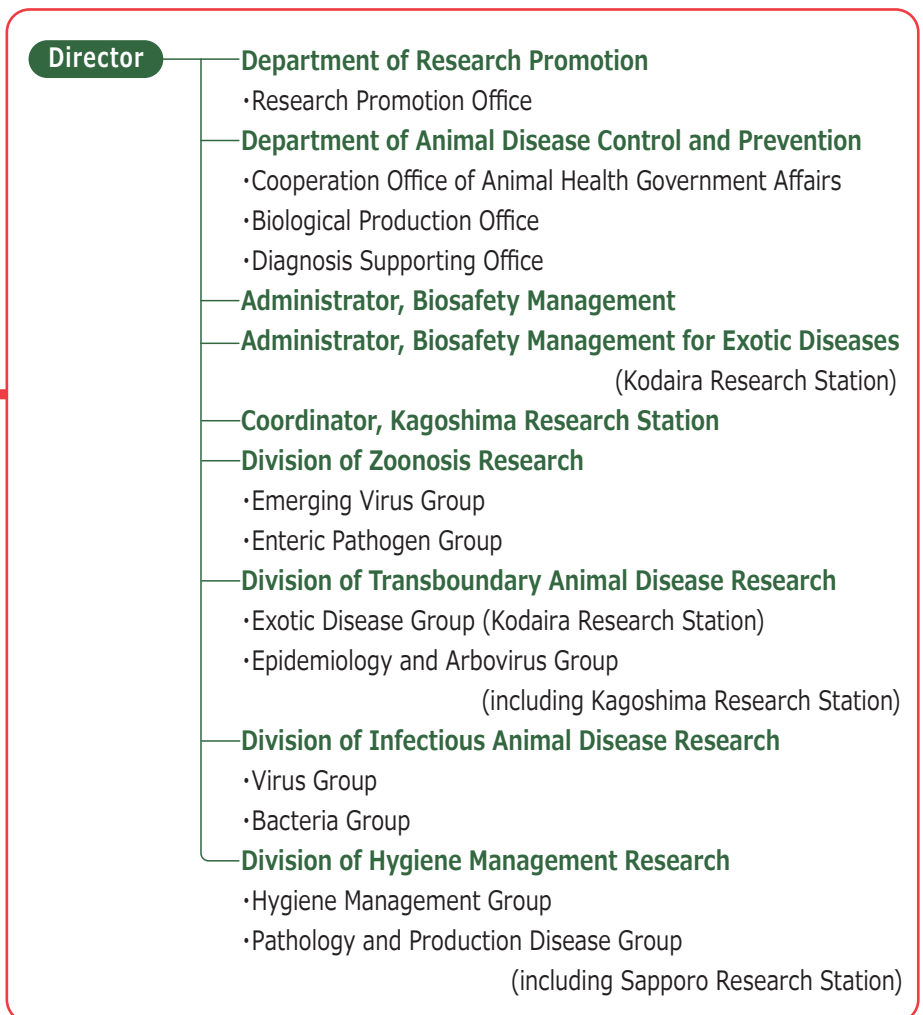 Director
Department of Research Promotion
・Research Promotion Office
Department of Animal Disease Control and Prevention
・Cooperation Office of Animal Health Government Affairs
・Biological Production Office
・Diagnosis Supporting Office
Administrator, Biosafety Management
Administrator, Biosafety Management for Exotic Diseases
(Kodaira Research Station)
Coordinator, Kagoshima Research Station
Division of Zoonosis Research
・Emerging Virus Group
・Enteric Pathogen Group
Division of Transboundary Animal Disease Research
・Exotic Disease Group (Kodaira Research Station)
・Epidemiology and Arbovirus Group
(including Kagoshima Research Station)
Division of Infectious Animal Disease Research
・Virus Group
・Bacteria Group
Division of Hygiene Management Research
・Hygiene Management Group
・Pathology and Production Disease Group
(including Sapporo Research Station)